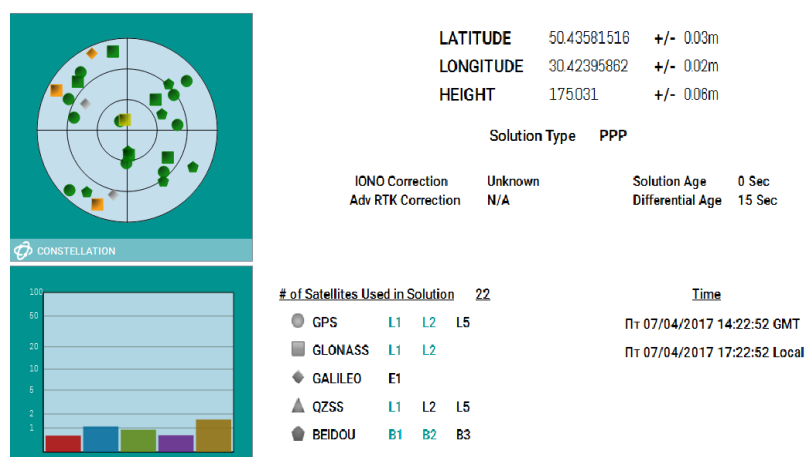 LATITUDE 50.43581516 +/- 0.03m
LONGITUDE 30.42395862 +/- 0.02m
HEIGHT 175.031 +/- 0.06m
Solution Type PPP
IONO Correction Unknown Solution Age 0 Sec
Adv RTK Correction N/A Differential Age 15 Sec
CONSTELLATION
# of Satellites Used in Solution 22 Time
GPS L1 L2 L5 Пт 07/04/2017 14:22:52 GMT
GLONASS L1 L2 Пт 07/04/2017 17:22:52 Local
GALILEO E1
QZSS L1 L2 L5
BEIDOU B1 B2 B3
100
50
20
10
5
2
1